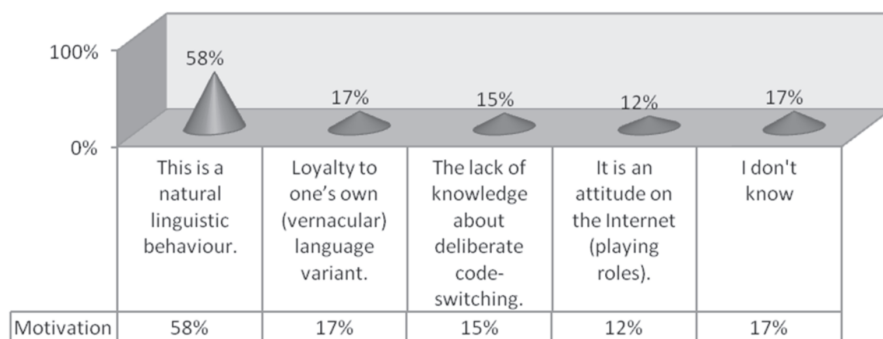 100%
0%
58%
17%
15%
12%
17%
This is a
natural
linguistic
behaviour.
Loyalty to
one's own
(vernacular)
language
variant.
The lack of
knowledge
about
deliberate
code-
switching.
It is an
attitude on
the Internet
(playing
roles).
I don't
know
Motivation 58% 17% 15% 12% 17%